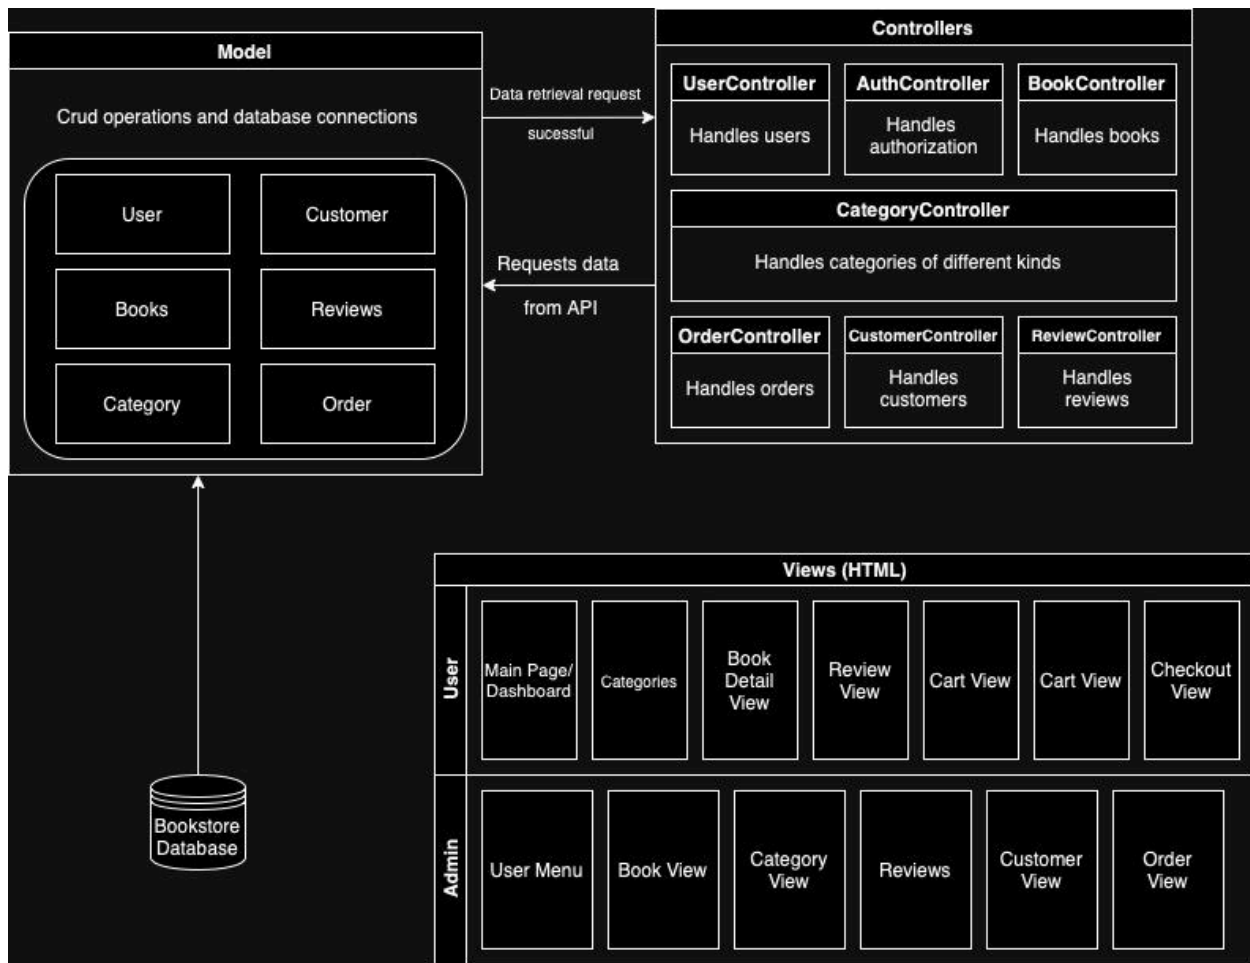 Model
Crud operations and database connections
User
Customer
Books
Reviews
Category
Order
Data retrieval request
sucessful
Requests data
from API
Controllers
UserController
Handles users
AuthController
Handles
authorization
BookController
Handles books
CategoryController
Handles categories of different kinds
OrderController
Handles orders
CustomerController
Handles
customers
ReviewController
Handles
reviews
Bookstore
Database
Views (HTML)
User
Main Page/
Dashboard
Categories
Book
Detail
View
Review
View
Cart View
Cart View
Checkout
View
Admin
User Menu
Book View
Category
View
Reviews
Customer
View
Order
View